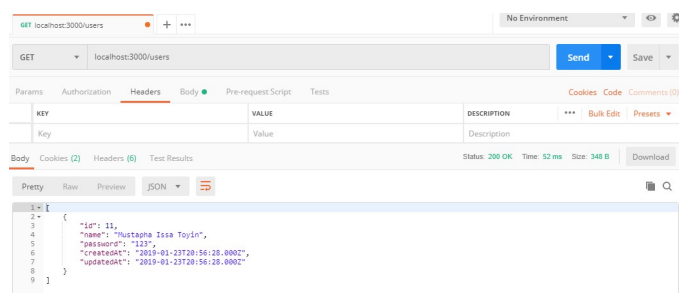 GET localhost:3000/users
+
•••
No Environment
GET
localhost:3000/users
Send
Save
Params
Authorization
Headers
Body
Pre-request Script
Tests
Cookies
Code
Comments (0)
KEY
VALUE
DESCRIPTION
•••
Bulk Edit
Presets
Key
Value
Description
Body
Cookies (2)
Headers (6)
Test Results
Status: 200 OK
Time: 52 ms
Size: 348 B
Download
Pretty
Raw
Preview
JSON
1 [
2 {
3 "id": 11,
4 "name": "Mustapha Issa Toyin",
5 "password": "123",
6 "createdAt": "2019-01-23T20:56:28.000Z",
7 "updatedAt": "2019-01-23T20:56:28.000Z"
8 }
9 ]